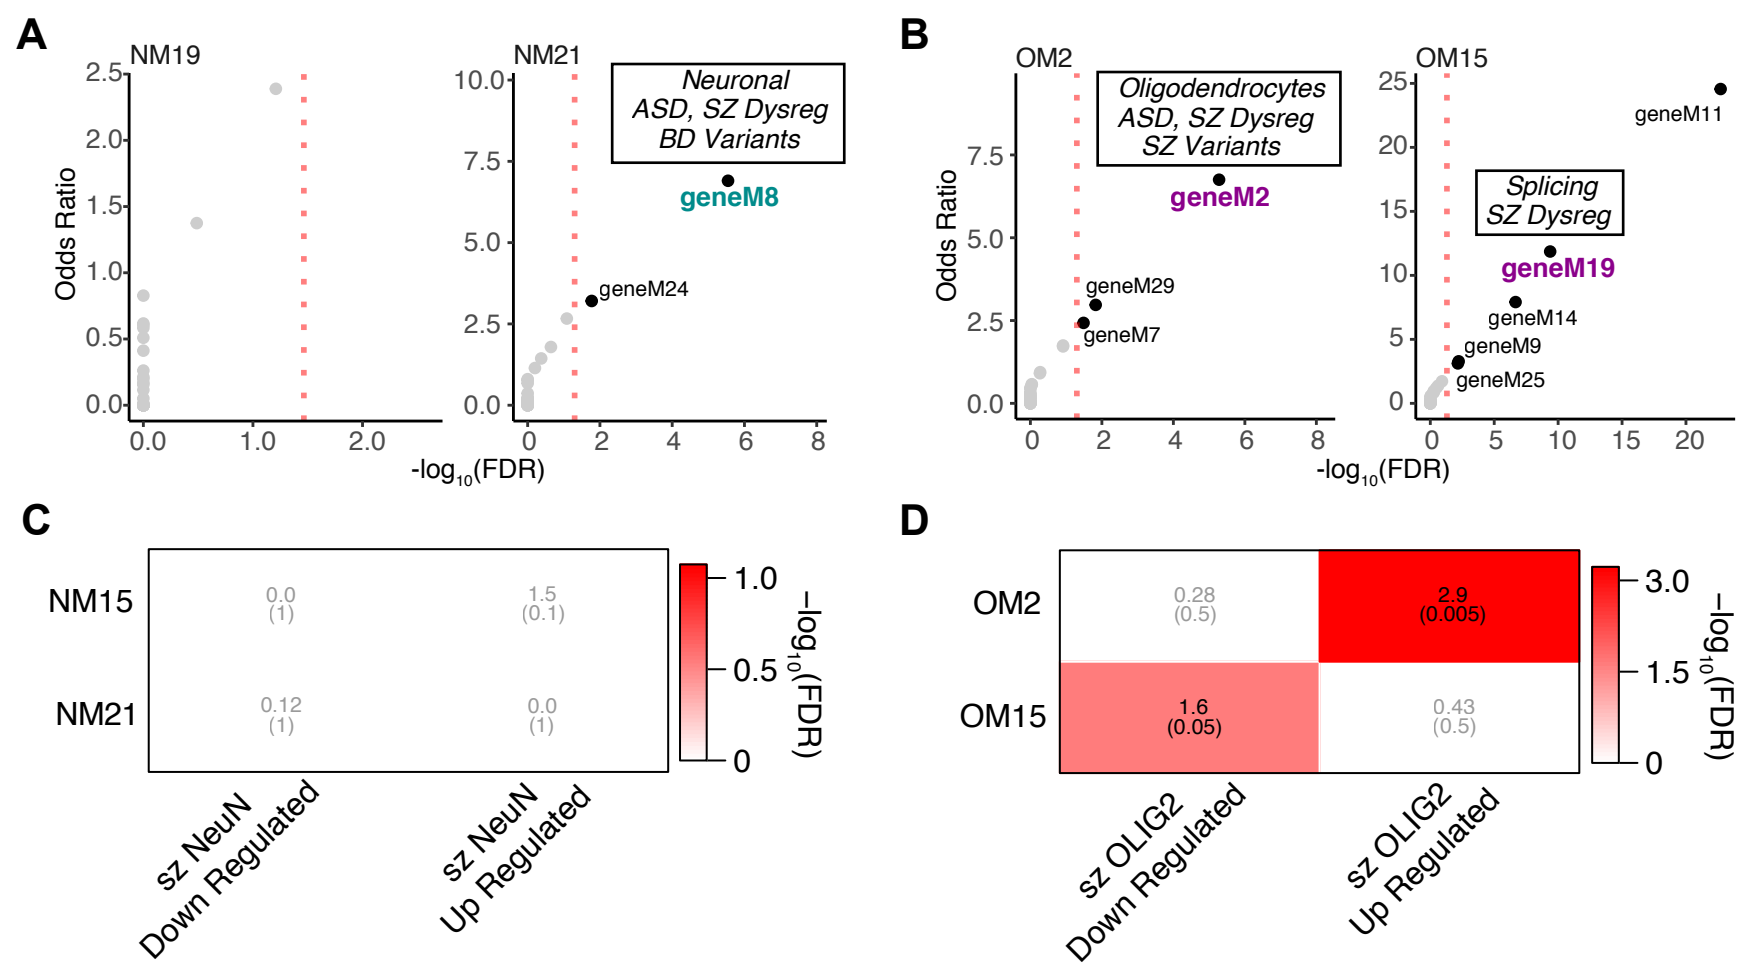 A
NM19
2.5
2.0
1.5
1.0
0.5
0.0
Odds Ratio
0.0
1.0
2.0
NM21
10.0
7.5
5.0
2.5
0.0
Neuronal
ASD, SZ Dysreg
BD Variants
geneM8
geneM24
0
2
4
6
8
-log10(FDR)
B
OM2
7.5
5.0
2.5
0.0
Odds Ratio
Oligodendrocytes
ASD, SZ Dysreg
SZ Variants
geneM2
geneM29
geneM7
0
2
4
6
8
OM15
25
20
15
10
5
0
geneM11
Splicing
SZ Dysreg
geneM19
geneM14
geneM9
geneM25
0
5
10
15
20
-log10(FDR)
C
NM15
0.0
(1)
1.5
(0.1)
NM21
0.12
(1)
0.0
(1)
1.0
0.5
0
−log10(FDR)
sz NeuN
Down Regulated
sz NeuN
Up Regulated
D
OM2
0.28
(0.5)
2.9
(0.005)
OM15
1.6
(0.05)
0.43
(0.5)
3.0
1.5
0
−log10(FDR)
sz OLIG2
Down Regulated
sz OLIG2
Up Regulated